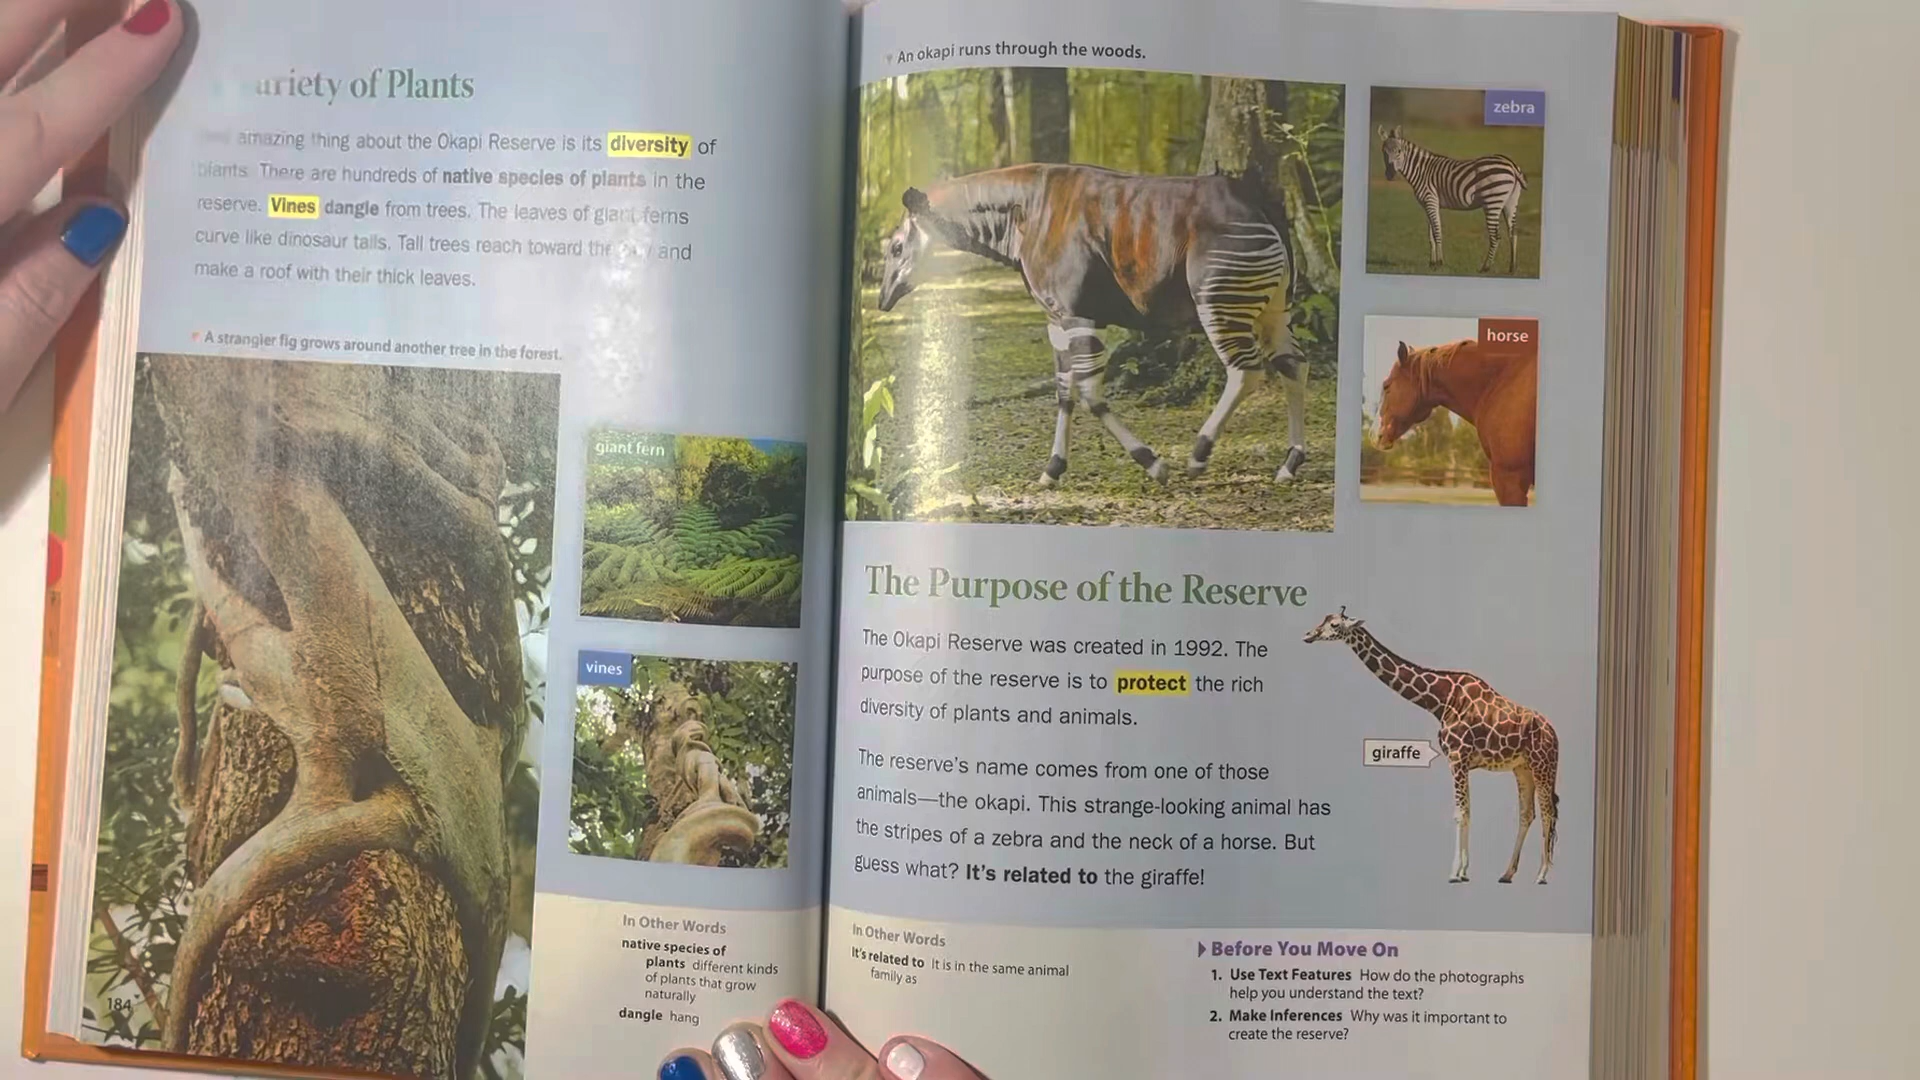 ariety of Plants
amazing thing about the Okapi Reserve is its diversity of
plants. There are hundreds of native species of plants in the
reserve. Vines dangle from trees. The leaves of giant ferns
curve like dinosaur tails. Tall trees reach toward the and
make a roof with their thick leaves.
A strangler fig grows around another tree in the forest.
giant fern
vines
In Other Words
native species of
plants different kinds
of plants that grow
naturally
dangle hang
184
An okapi runs through the woods.
zebra
horse
The Purpose of the Reserve
The Okapi Reserve was created in 1992. The
purpose of the reserve is to protect the rich
diversity of plants and animals.
The reserve's name comes from one of those
animals—the okapi. This strange-looking animal has
the stripes of a zebra and the neck of a horse. But
guess what? It's related to the giraffe!
giraffe
In Other Words
It's related to It is in the same animal
family as
Before You Move On
1. Use Text Features How do the photographs
help you understand the text?
2. Make Inferences Why was it important to
create the reserve?